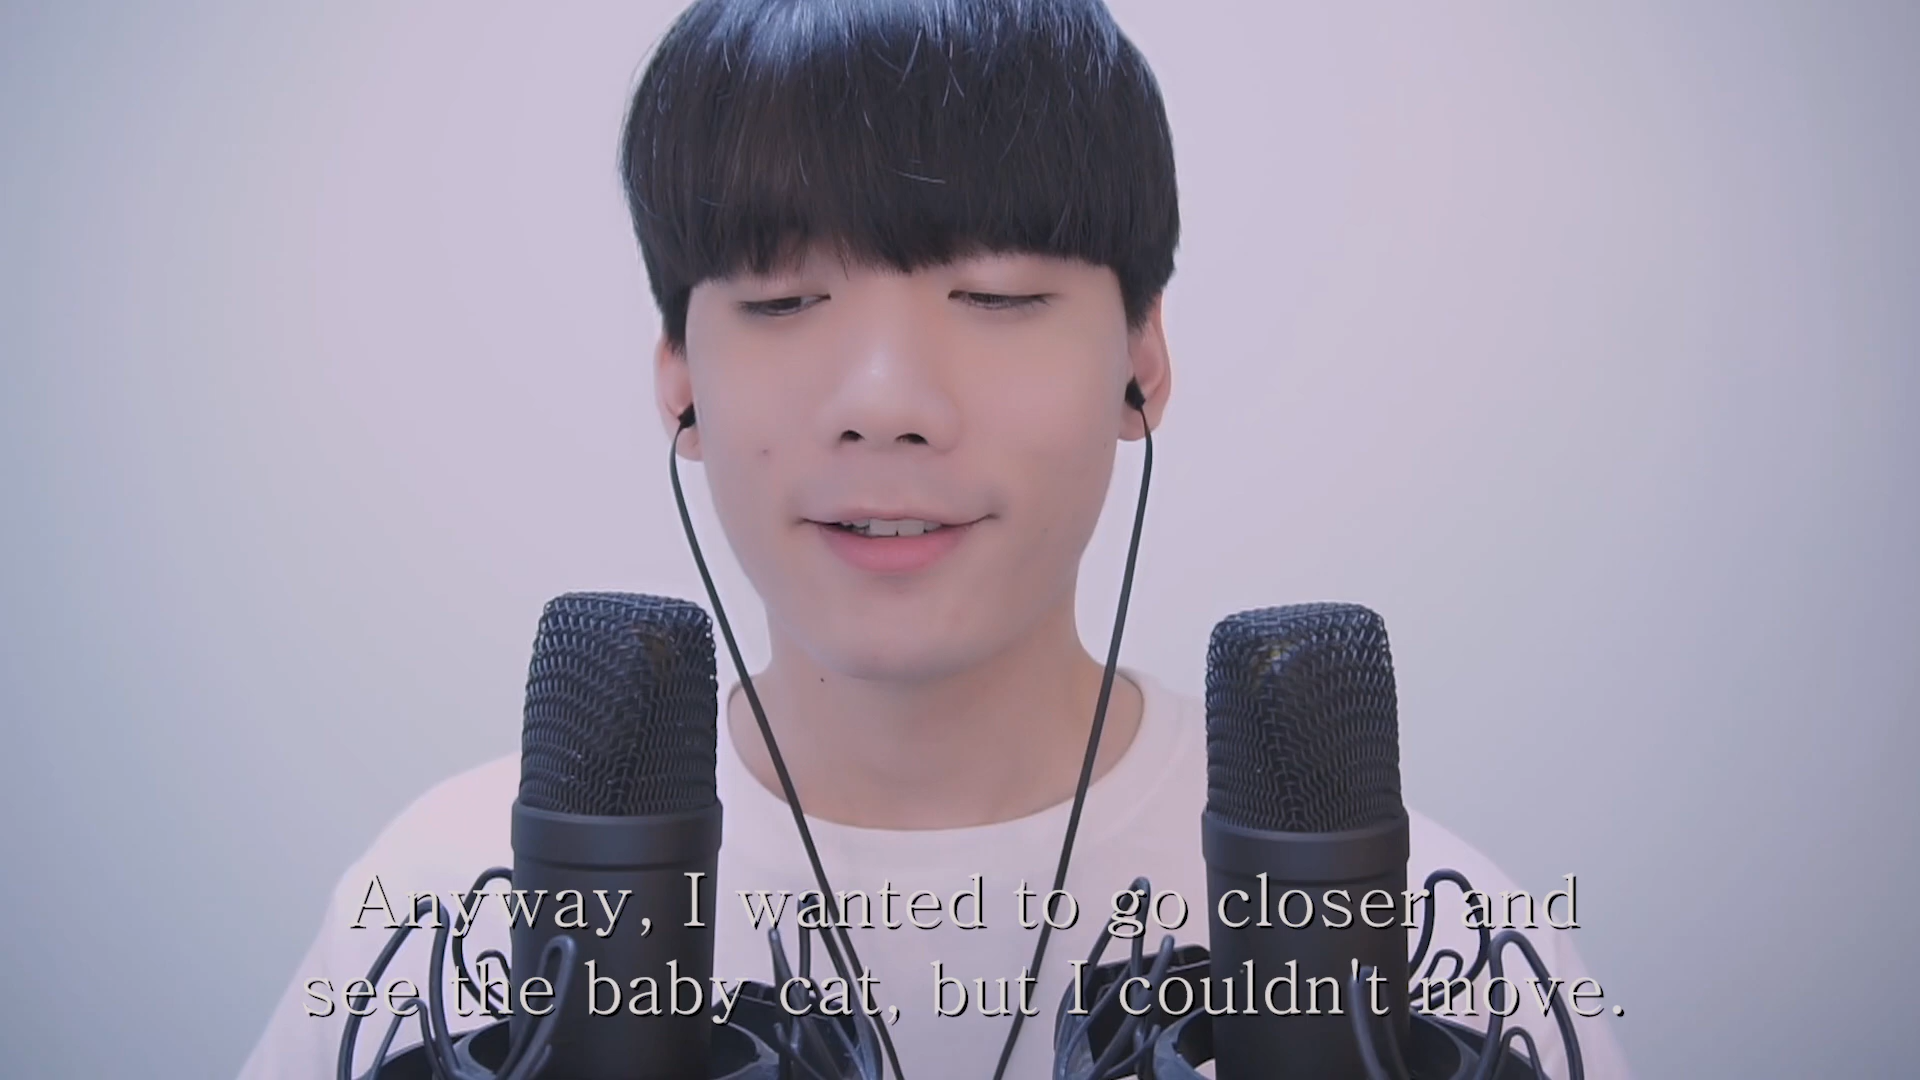 Anyway, I wanted to go closer and
see the baby cat, but I couldn't move.